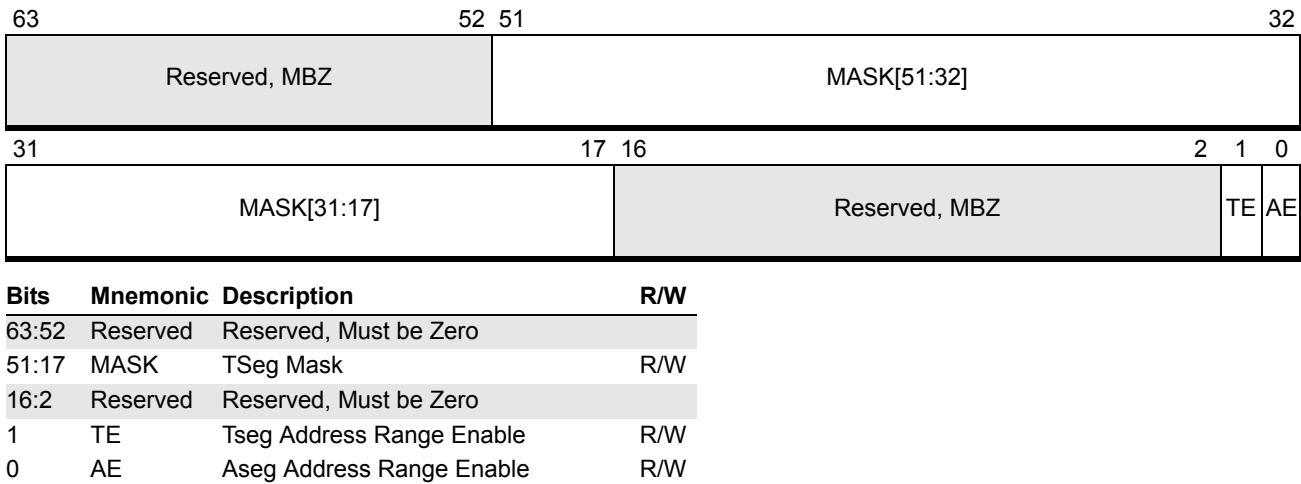 63 52 51 32
Reserved, MBZ MASK[51:32]
31 17 16 2 1 0
MASK[31:17] Reserved, MBZ TE AE
Bits Mnemonic Description R/W
63:52 Reserved Reserved, Must be Zero
51:17 MASK TSeg Mask R/W
16:2 Reserved Reserved, Must be Zero
1 TE Tseg Address Range Enable R/W
0 AE Aseg Address Range Enable R/W